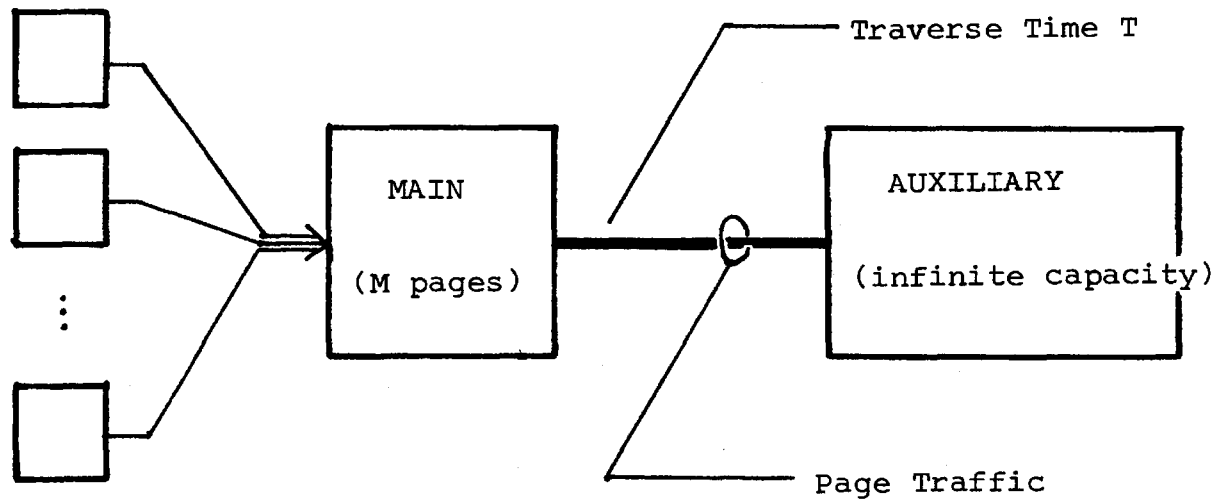 Traverse Time T
MAIN
(M pages)
AUXILIARY
(infinite capacity)
Page Traffic